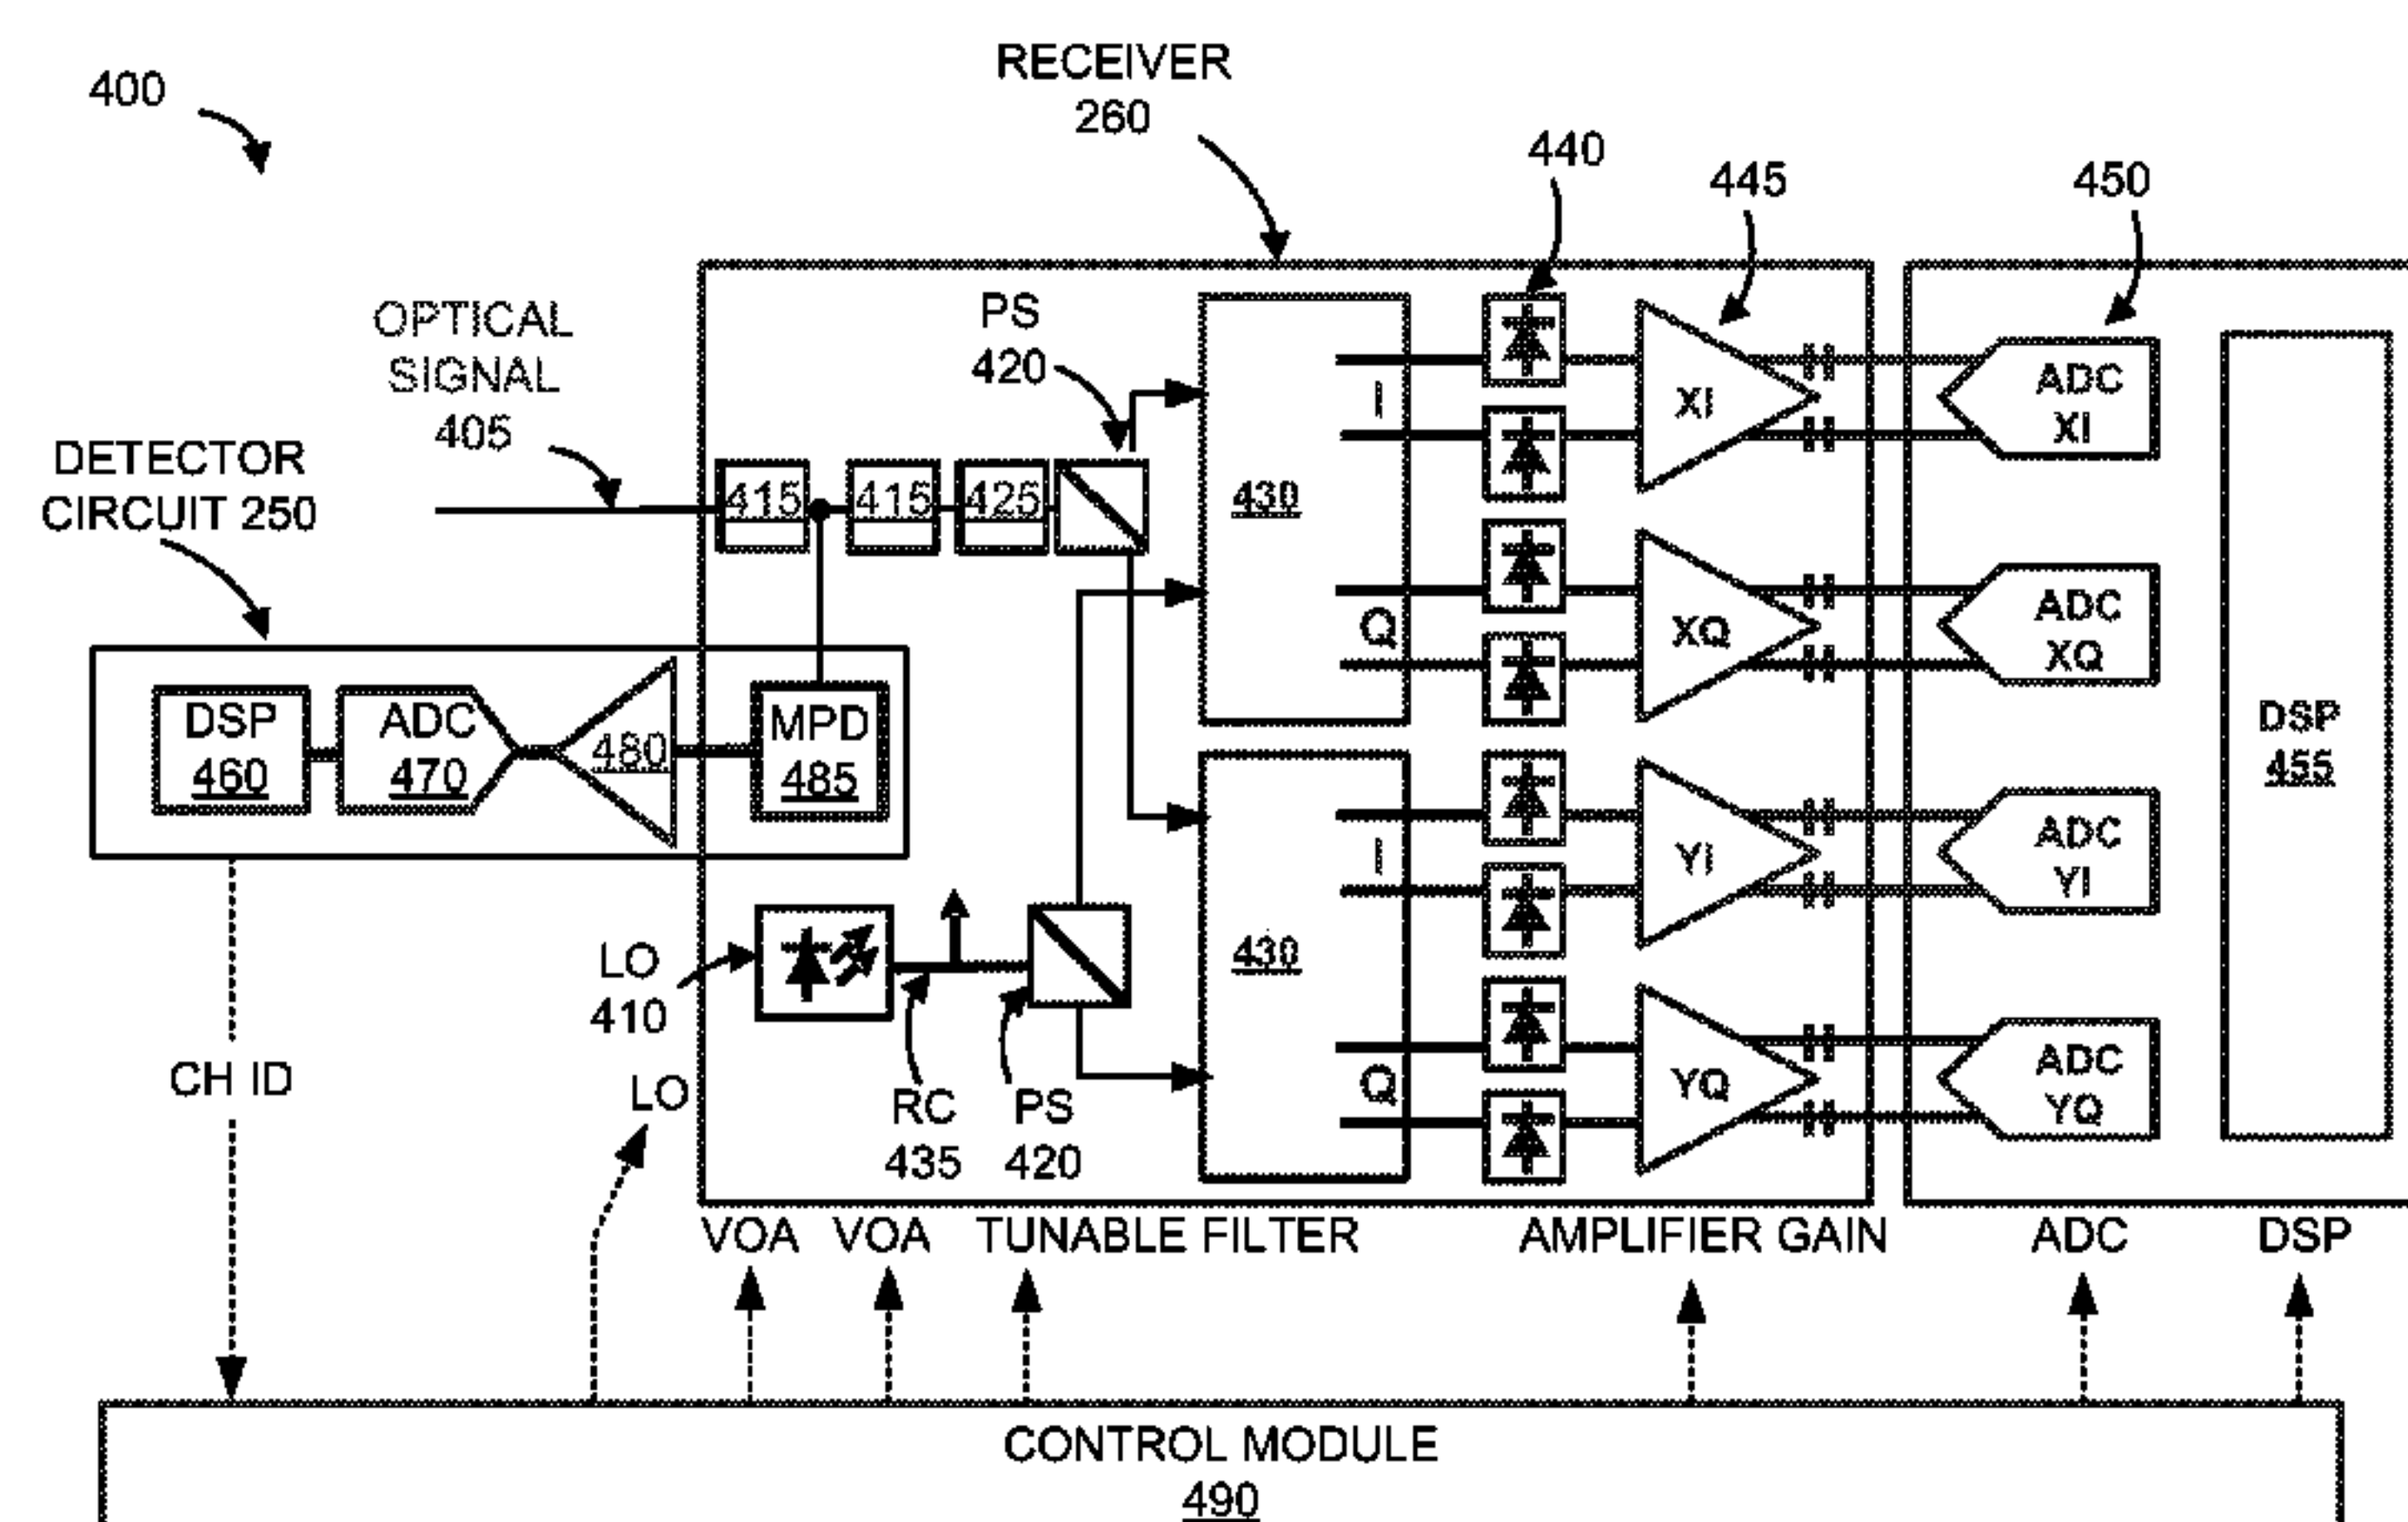 400
RECEIVER
260
440
445
450
OPTICAL
SIGNAL
405
PS
420
DETECTOR
CIRCUIT 250
415
415
425
430
I
Q
XI
XQ
ADC
XI
ADC
XQ
DSP
460
ADC
470
480
MPD
485
DSP
455
430
I
Q
YI
YQ
ADC
YI
ADC
YQ
LO
410
RC
435
PS
420
CH ID
LO
VOA
VOA
TUNABLE FILTER
AMPLIFIER GAIN
ADC
DSP
CONTROL MODULE
490